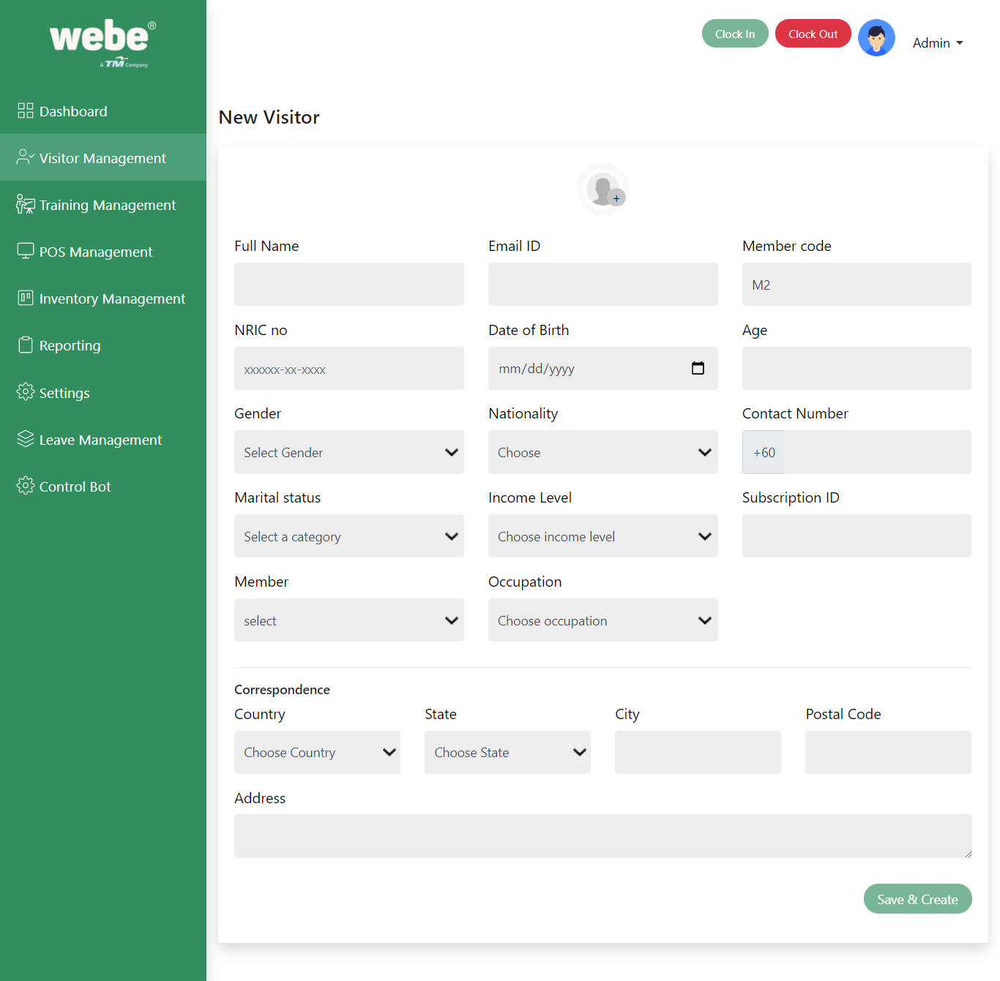 webe®
A TM Company
Clock In
Clock Out
Admin
Dashboard
Visitor Management
Training Management
POS Management
Inventory Management
Reporting
Settings
Leave Management
Control Bot
New Visitor
+
Full Name
Email ID
Member code
M2
NRIC no
Date of Birth
Age
xxxxxx-xx-xxxx
mm/dd/yyyy
Gender
Nationality
Contact Number
Select Gender
Choose
+60
Marital status
Income Level
Subscription ID
Select a category
Choose income level
Member
Occupation
select
Choose occupation
Correspondence
Country
State
City
Postal Code
Choose Country
Choose State
Address
Save & Create